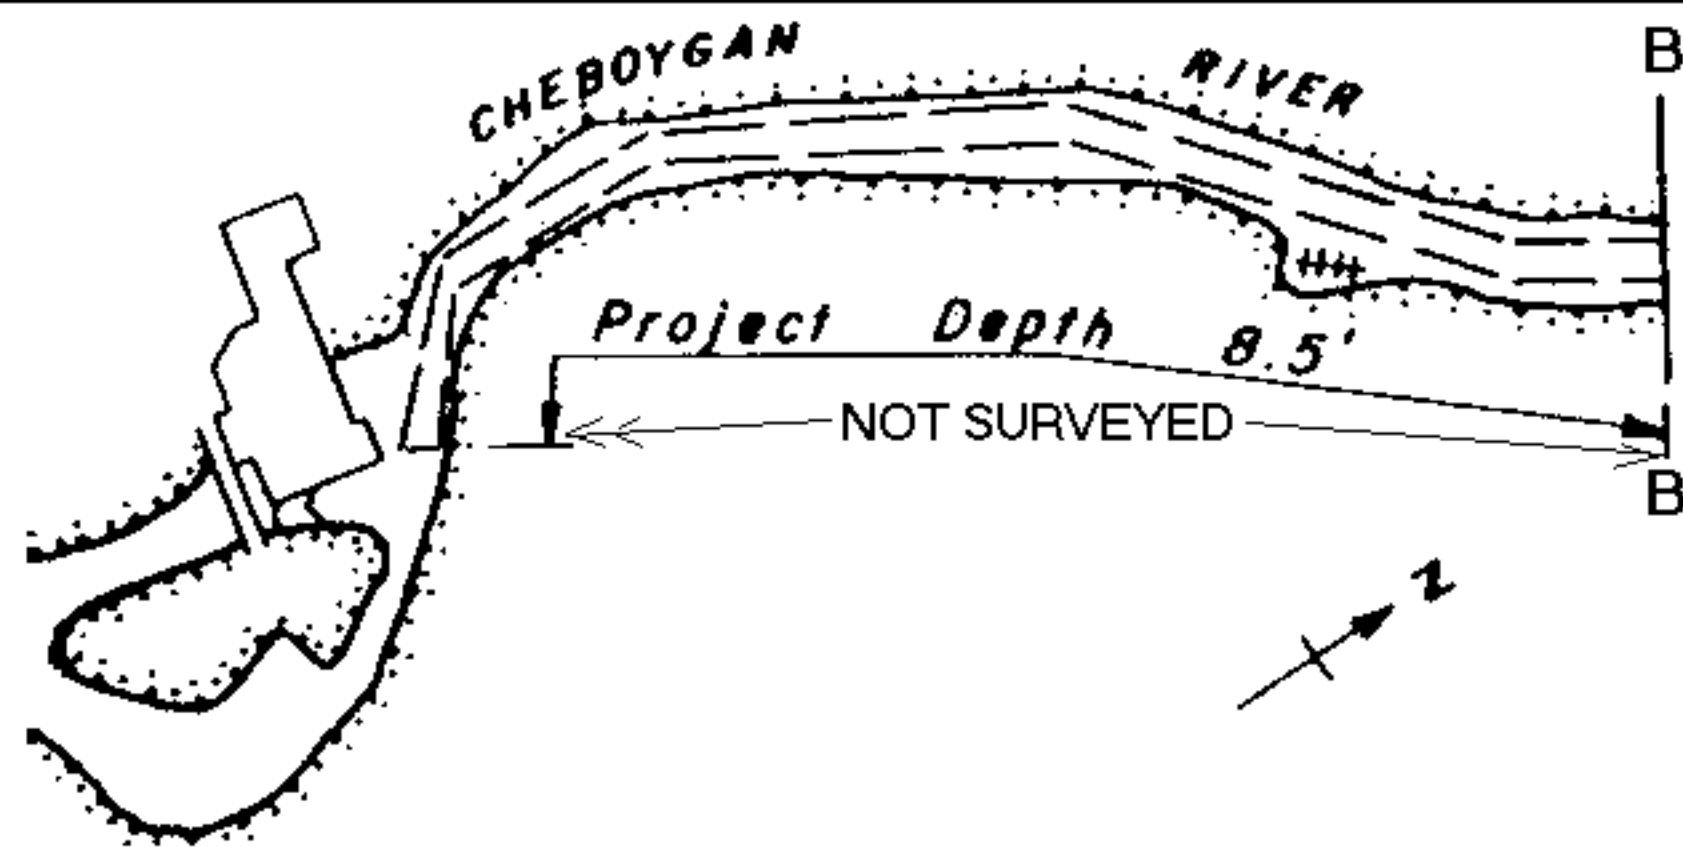 CHEBOYGAN RIVER
B
Project Depth 8.5'
NOT SURVEYED
B
N